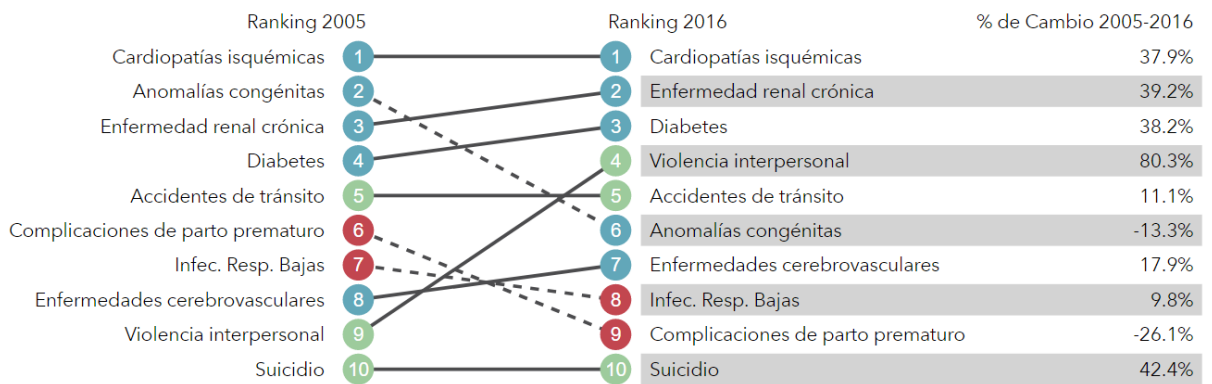 Ranking 2005 Ranking 2016 % de Cambio 2005-2016
Cardiopatías isquémicas 1 1 Cardiopatías isquémicas 37.9%
Anomalías congénitas 2 2 Enfermedad renal crónica 39.2%
Enfermedad renal crónica 3 3 Diabetes 38.2%
Diabetes 4 4 Violencia interpersonal 80.3%
Accidentes de tránsito 5 5 Accidentes de tránsito 11.1%
Complicaciones de parto prematuro 6 6 Anomalías congénitas -13.3%
Infec. Resp. Bajas 7 7 Enfermedades cerebrovasculares 17.9%
Enfermedades cerebrovasculares 8 8 Infec. Resp. Bajas 9.8%
Violencia interpersonal 9 9 Complicaciones de parto prematuro -26.1%
Suicidio 10 10 Suicidio 42.4%